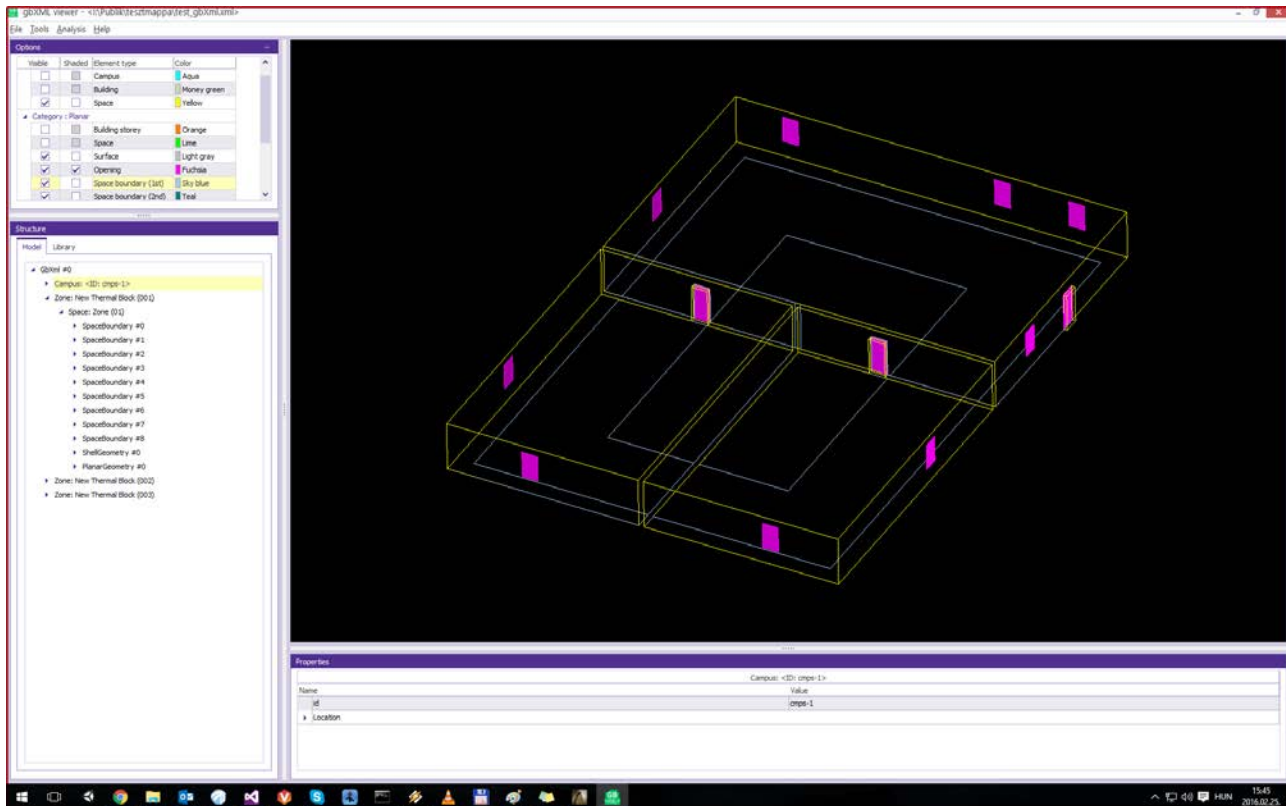 gbXML viewer - <I:\Publik\tesztmappa\test_gbXml.xml>
File Tools Analysis Help
Options
Visible Shaded Element type Color
Campus Aqua
Building Money green
Space Yellow
Category : Planar
Building storey Orange
Space Lime
Surface Light gray
Opening Fuchsia
Space boundary (1st) Sky blue
Space boundary (2nd) Teal
Structure
Model Library
GbXml #0
Campus: <ID: cmps-1>
Zone: New Thermal Block (001)
Space: Zone (01)
SpaceBoundary #0
SpaceBoundary #1
SpaceBoundary #2
SpaceBoundary #3
SpaceBoundary #4
SpaceBoundary #5
SpaceBoundary #6
SpaceBoundary #7
SpaceBoundary #8
ShellGeometry #0
PlanarGeometry #0
Zone: New Thermal Block (002)
Zone: New Thermal Block (003)
Properties
Campus: <ID: cmps-1>
Name Value
id cmps-1
Location
HUN
15:45
2016.02.25.